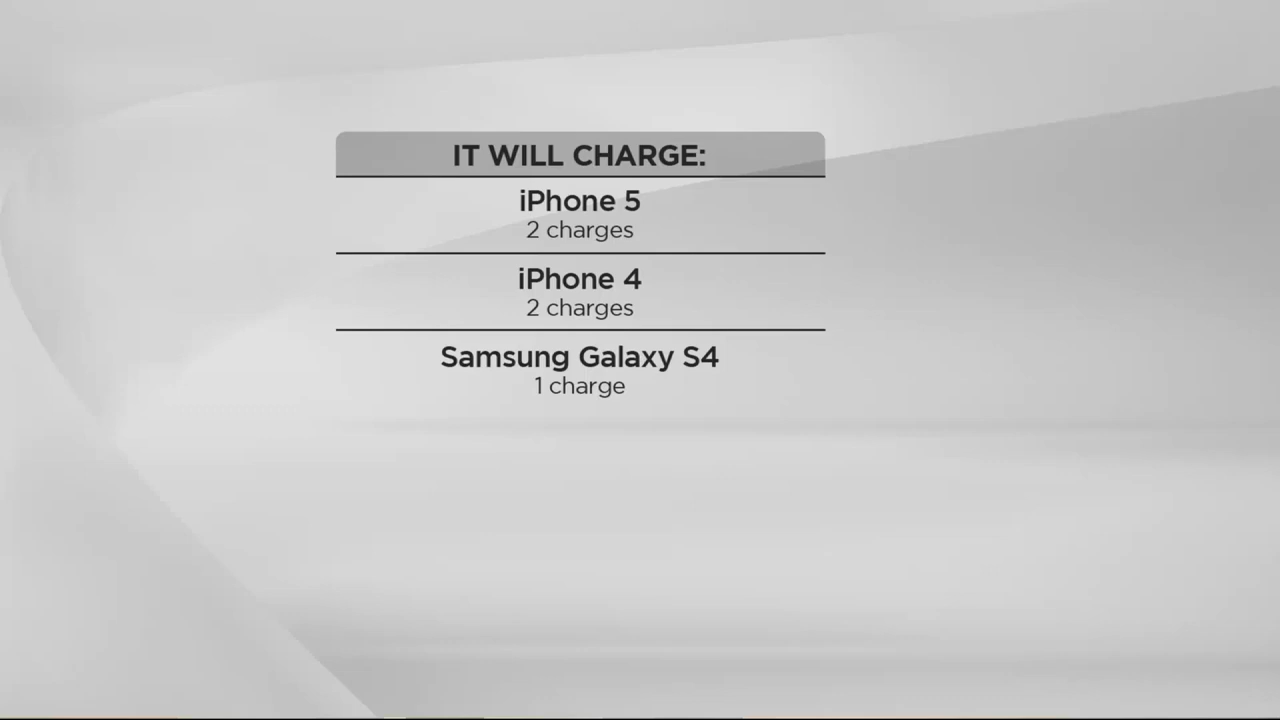 IT WILL CHARGE:
iPhone 5
2 charges
iPhone 4
2 charges
Samsung Galaxy S4
1 charge